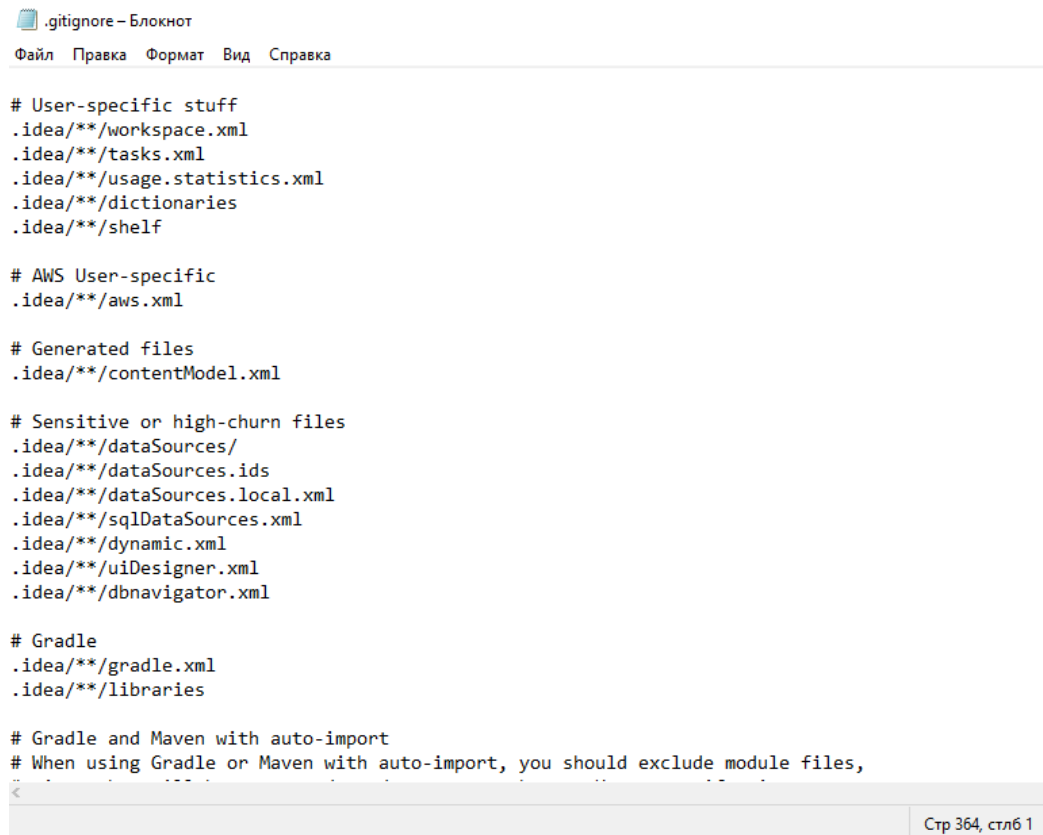 .gitignore – Блокнот
Файл Правка Формат Вид Справка
# User-specific stuff
.idea/**/workspace.xml
.idea/**/tasks.xml
.idea/**/usage.statistics.xml
.idea/**/dictionaries
.idea/**/shelf
# AWS User-specific
.idea/**/aws.xml
# Generated files
.idea/**/contentModel.xml
# Sensitive or high-churn files
.idea/**/dataSources/
.idea/**/dataSources.ids
.idea/**/dataSources.local.xml
.idea/**/sqlDataSources.xml
.idea/**/dynamic.xml
.idea/**/uiDesigner.xml
.idea/**/dbnavigator.xml
# Gradle
.idea/**/gradle.xml
.idea/**/libraries
# Gradle and Maven with auto-import
# When using Gradle or Maven with auto-import, you should exclude module files,
Стр 364, стлб 1